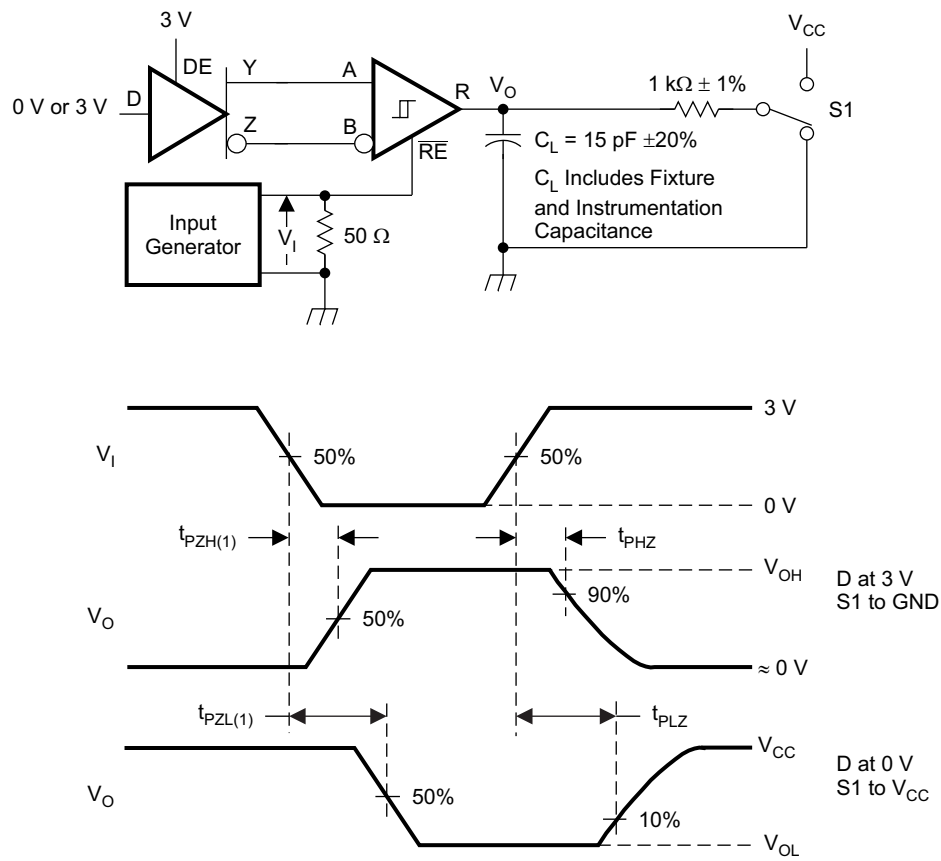 3 V
V_CC
DE
Y
A
R
V_O
1 kΩ ± 1%
D
S1
0 V or 3 V
Z
B
RE
C_L = 15 pF ±20%
C_L Includes Fixture
and Instrumentation
Capacitance
Input
Generator
V_I
50 Ω
3 V
V_I
50%
50%
0 V
t_PZH(1)
t_PHZ
V_OH
D at 3 V
S1 to GND
90%
V_O
50%
≈ 0 V
t_PZL(1)
t_PLZ
V_CC
D at 0 V
S1 to V_CC
V_O
50%
10%
V_OL